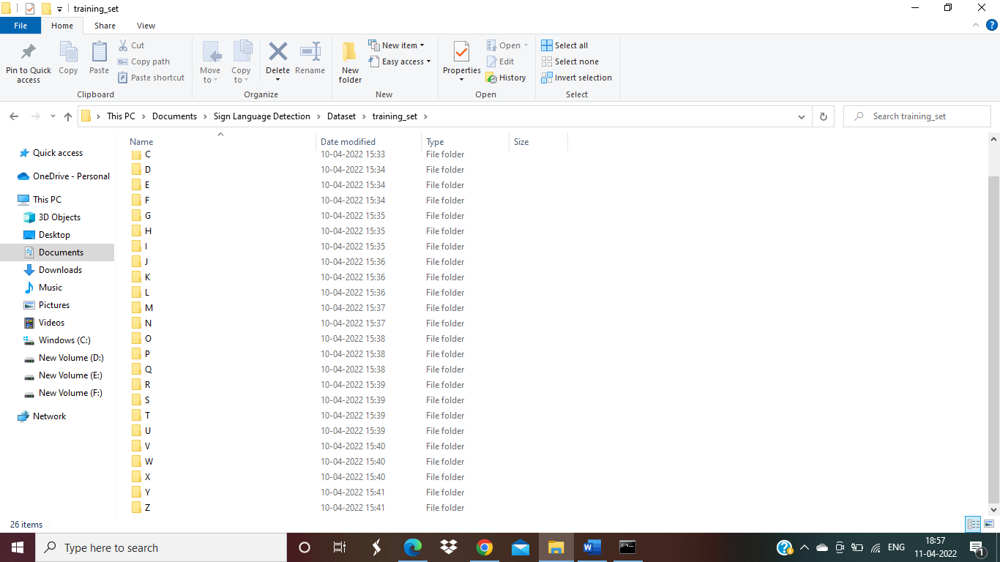 training_set
File Home Share View
Pin to Quick access
Copy
Paste
Cut
Copy path
Paste shortcut
Clipboard
Move to
Copy to
Delete
Rename
Organize
New folder
New item
Easy access
New
Properties
Open
Edit
History
Open
Select all
Select none
Invert selection
Select
This PC > Documents > Sign Language Detection > Dataset > training_set >
Search training_set
Quick access
OneDrive - Personal
This PC
3D Objects
Desktop
Documents
Downloads
Music
Pictures
Videos
Windows (C:)
New Volume (D:)
New Volume (E:)
New Volume (F:)
Network
Name Date modified Type Size
C 10-04-2022 15:33 File folder
D 10-04-2022 15:34 File folder
E 10-04-2022 15:34 File folder
F 10-04-2022 15:34 File folder
G 10-04-2022 15:35 File folder
H 10-04-2022 15:35 File folder
I 10-04-2022 15:35 File folder
J 10-04-2022 15:36 File folder
K 10-04-2022 15:36 File folder
L 10-04-2022 15:36 File folder
M 10-04-2022 15:37 File folder
N 10-04-2022 15:37 File folder
O 10-04-2022 15:38 File folder
P 10-04-2022 15:38 File folder
Q 10-04-2022 15:38 File folder
R 10-04-2022 15:39 File folder
S 10-04-2022 15:39 File folder
T 10-04-2022 15:39 File folder
U 10-04-2022 15:39 File folder
V 10-04-2022 15:40 File folder
W 10-04-2022 15:40 File folder
X 10-04-2022 15:40 File folder
Y 10-04-2022 15:41 File folder
Z 10-04-2022 15:41 File folder
26 items
Type here to search
ENG
18:57
11-04-2022
1